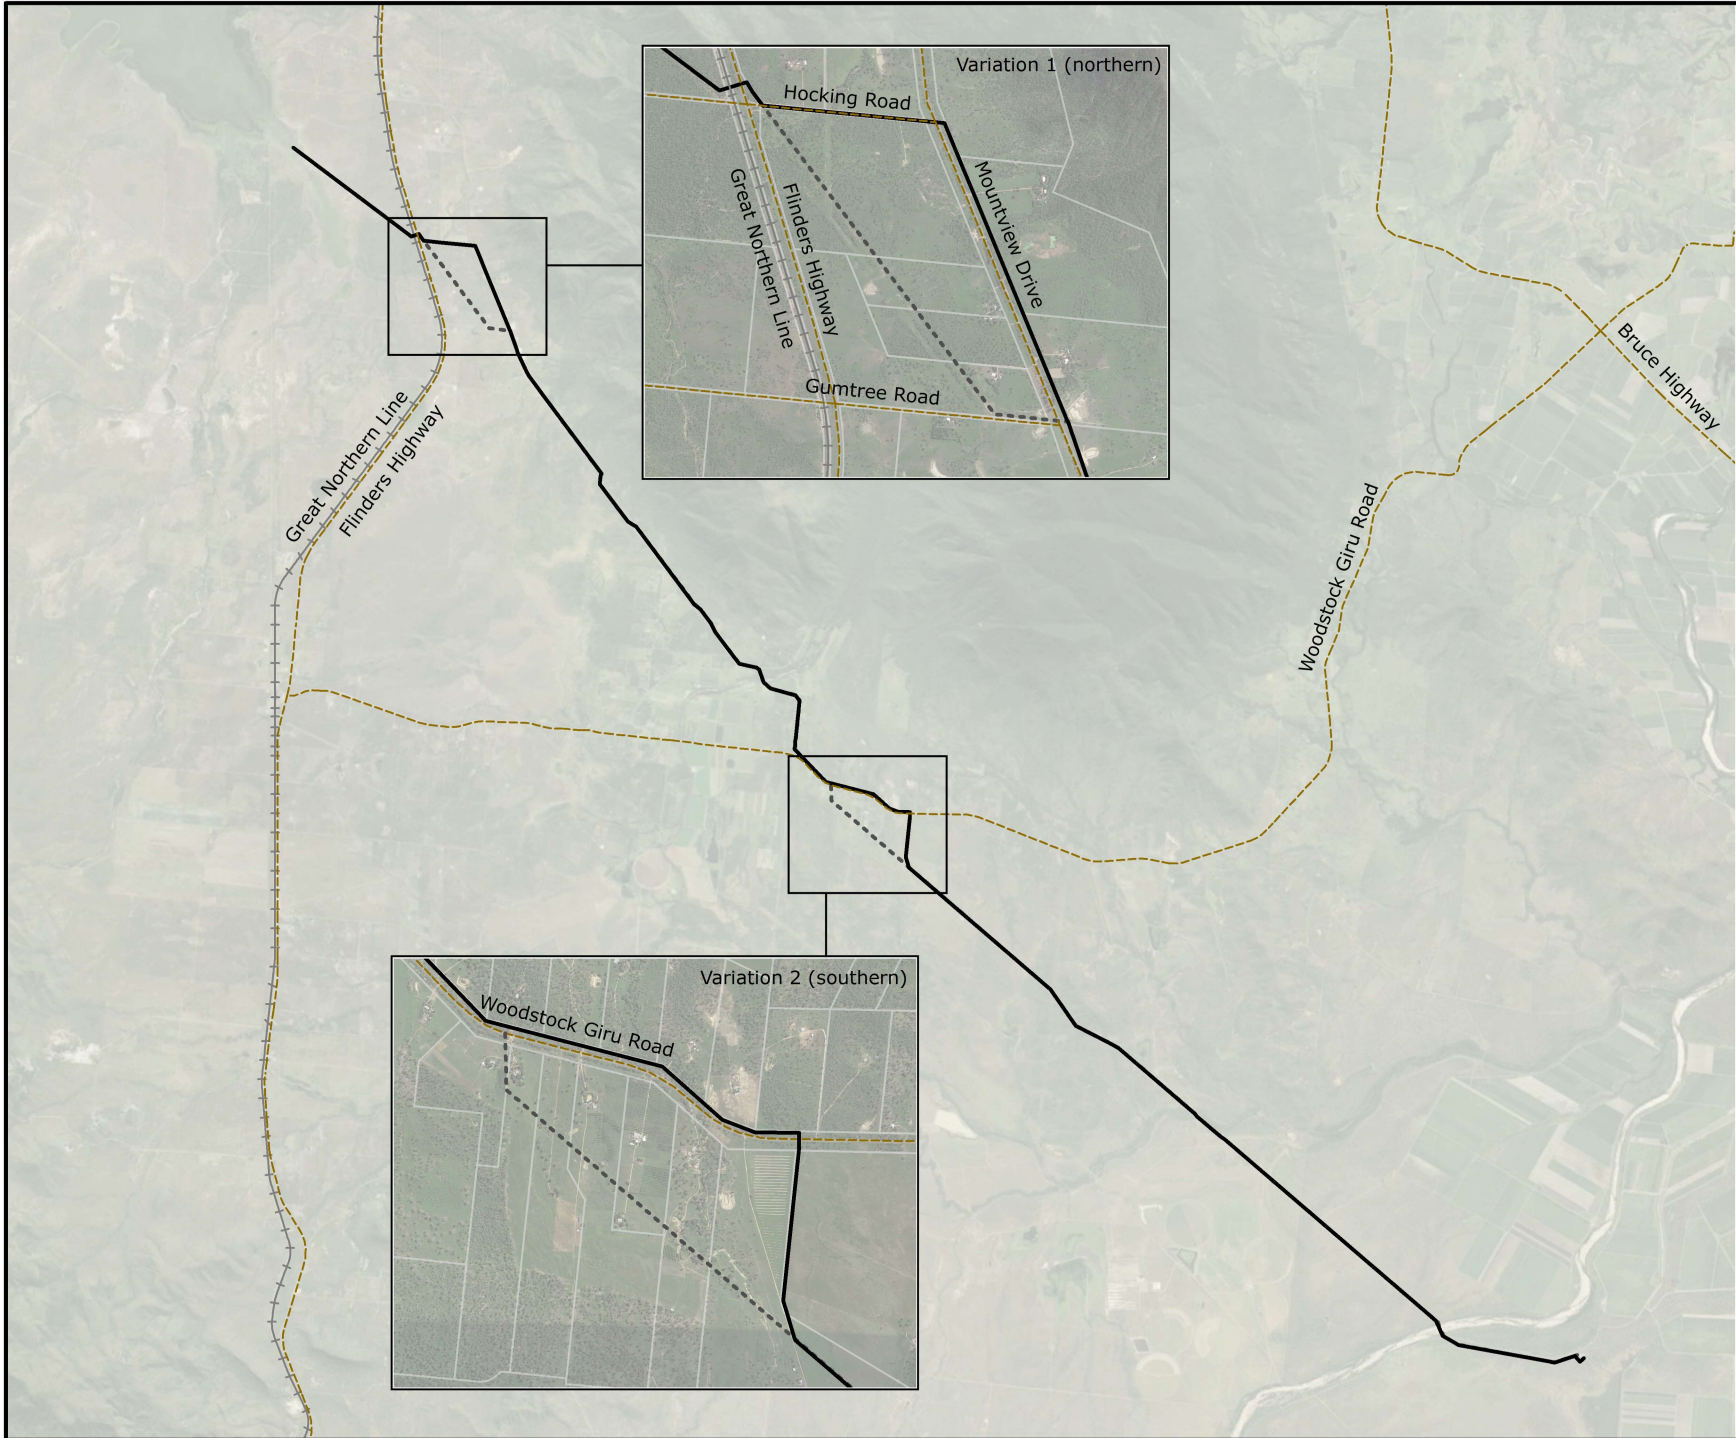 Variation 1 (northern)
Hocking Road
Mountview Drive
Flinders Highway
Great Northern Line
Gumtree Road
Bruce Highway
Great Northern Line
Flinders Highway
Woodstock Giru Road
Variation 2 (southern)
Woodstock Giru Road